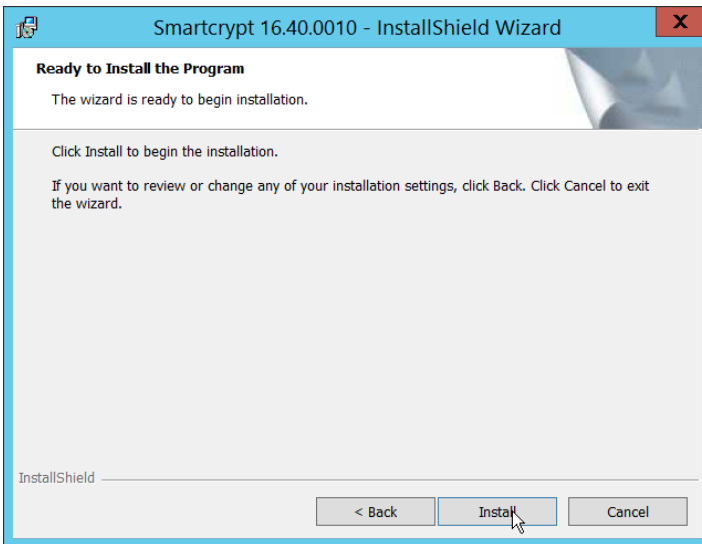 Smartcrypt 16.40.0010 - InstallShield Wizard
X
Ready to Install the Program
The wizard is ready to begin installation.
Click Install to begin the installation.
If you want to review or change any of your installation settings, click Back. Click Cancel to exit
the wizard.
InstallShield
< Back
Install
Cancel